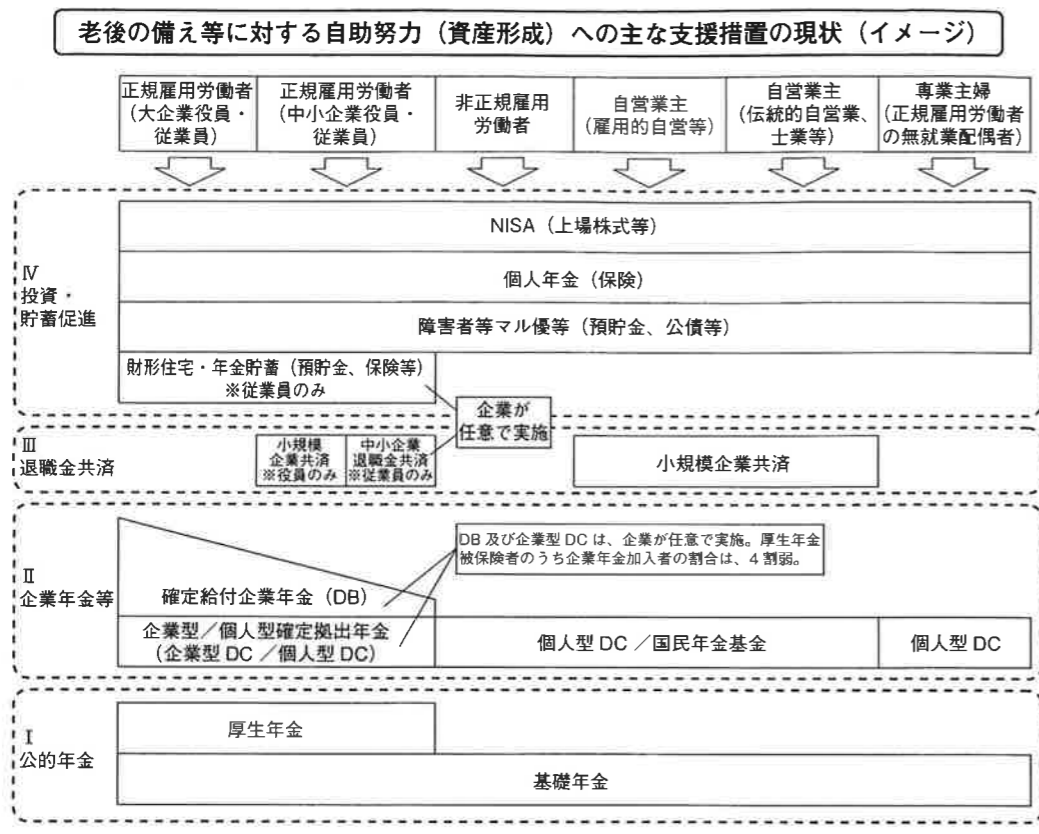 老後の備え等に対する自助努力（資産形成）への主な支援措置の現状（イメージ）
正規雇用労働者
（大企業役員・
従業員）
正規雇用労働者
（中小企業役員・
従業員）
非正規雇用
労働者
自営業主
（雇用的自営等）
自営業主
（伝統的自営業、
士業等）
専業主婦
（正規雇用労働者
の無就業配偶者）
Ⅳ
投資・
貯蓄促進
NISA（上場株式等）
個人年金（保険）
障害者等マル優等（預貯金、公債等）
財形住宅・年金貯蓄（預貯金、保険等）
※従業員のみ
企業が
任意で実施
Ⅲ
退職金共済
小規模
企業共済
※役員のみ
中小企業
退職金共済
※従業員のみ
小規模企業共済
Ⅱ
企業年金等
DB 及び企業型 DC は、企業が任意で実施。厚生年金
被保険者のうち企業年金加入者の割合は、4 割弱。
確定給付企業年金（DB）
企業型／個人型確定拠出年金
（企業型 DC ／個人型 DC）
個人型 DC ／国民年金基金
個人型 DC
Ⅰ
公的年金
厚生年金
基礎年金